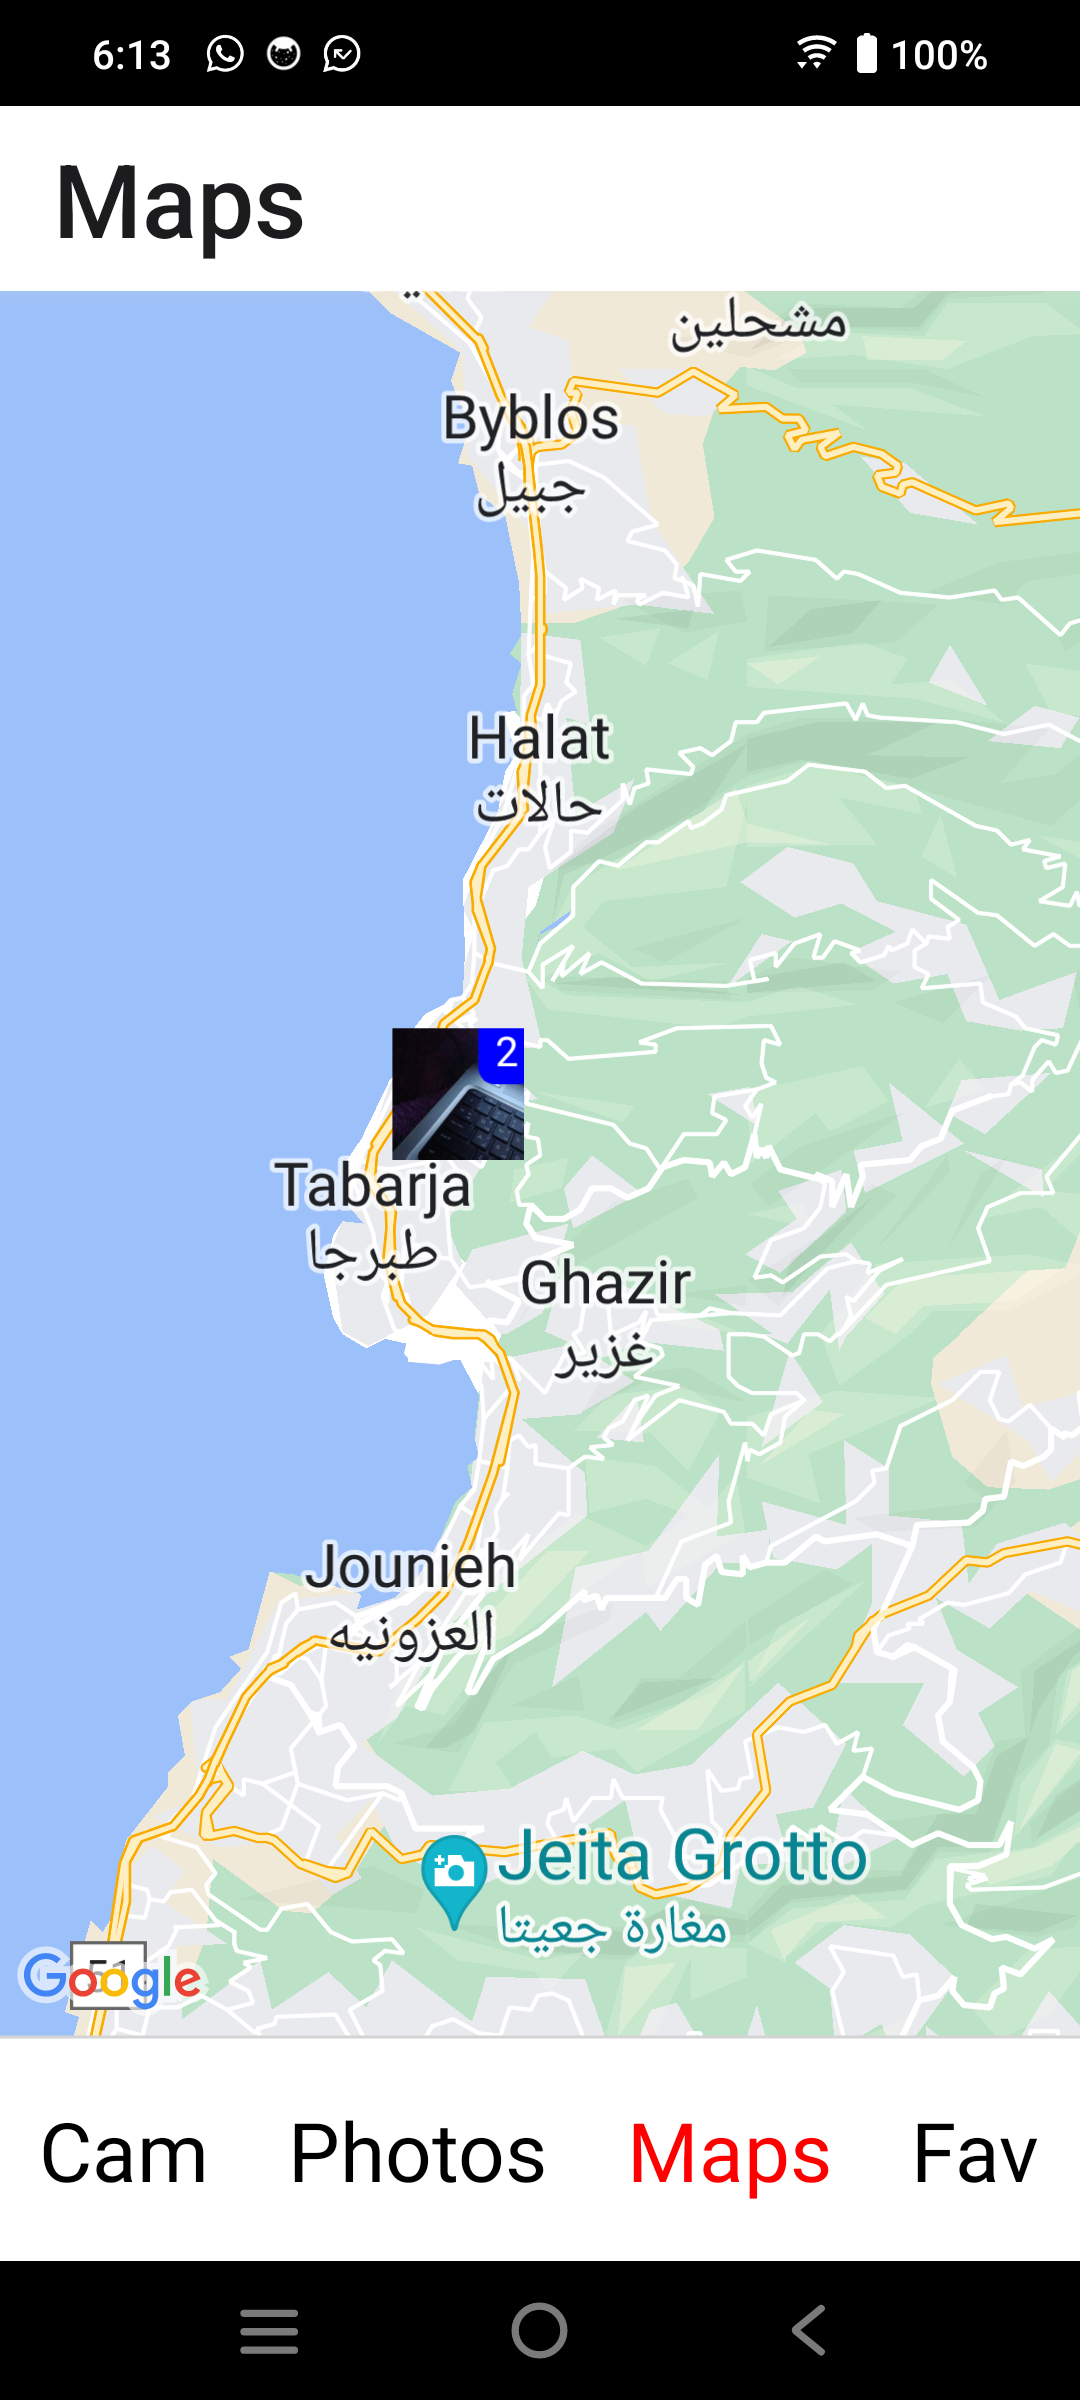 6:13 100%
Maps
مشحلين
Byblos
جبيل
Halat
حالات
2
Tabarja
طبرجا
Ghazir
غزير
Jounieh
العزونيه
Jeita Grotto
مغارة جعيتا
51
Google
Cam Photos Maps Fav